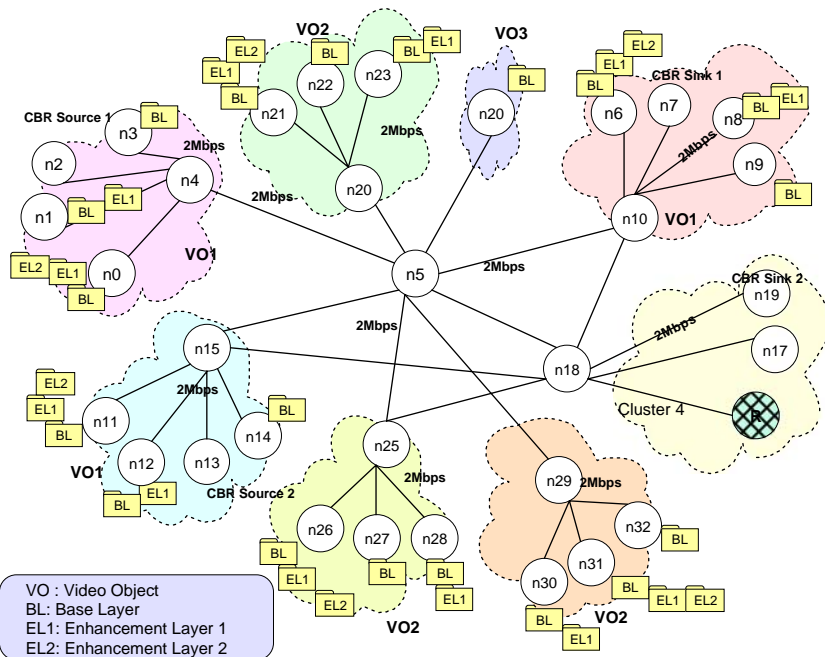 VO2
VO3
EL2
BL
EL1
BL
EL2
EL1
n23
BL
EL1
n22
BL
CBR Sink 1
BL
n7
EL1
n21
n20
n6
n8
BL
CBR Source 1
BL
n3
2Mbps
2Mbps
n2
2Mbps
n9
n4
EL1
2Mbps
n20
BL
n1
BL
n10
VO1
VO1
EL2
EL1
n0
n5
2Mbps
CBR Sink 2
BL
n19
2Mbps
2Mbps
n15
n17
n18
2Mbps
EL2
Cluster 4
R
EL1
n11
BL
n14
BL
n25
VO1
n12
n13
2Mbps
n29
2Mbps
EL1
CBR Source 2
BL
n26
n27
n28
n32
BL
BL
n31
EL1
BL
BL
n30
BL
EL2
EL1
EL1
EL2
BL
VO2
EL1
VO2
VO : Video Object
BL: Base Layer
EL1: Enhancement Layer 1
EL2: Enhancement Layer 2